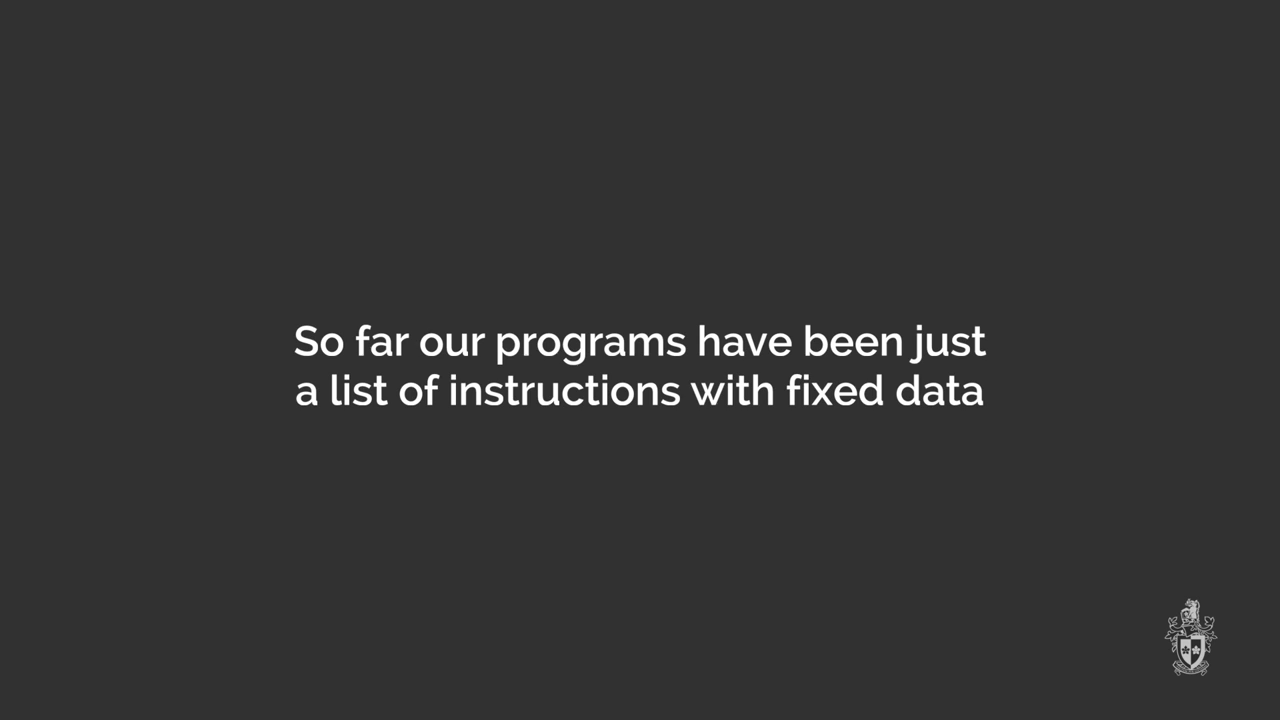 So far our programs have been just
a list of instructions with fixed data